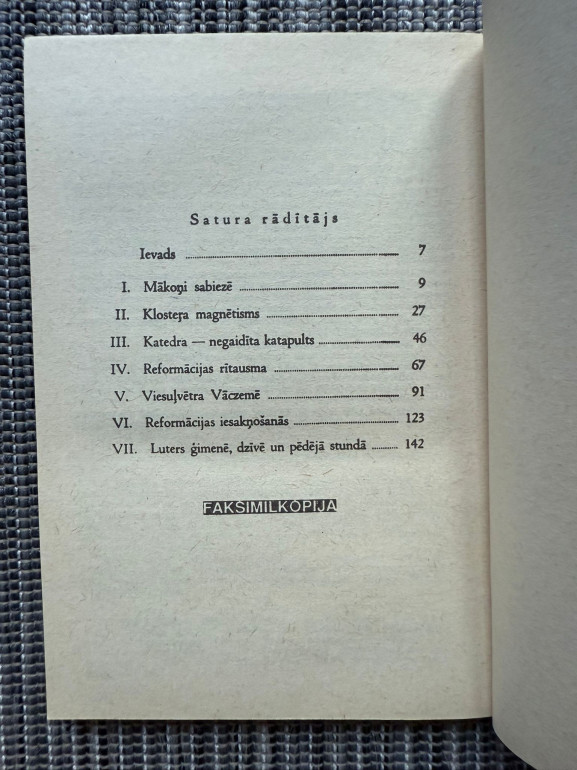 Satura rādītājs
Ievads 7
I. Mākoņi sabiezē 9
II. Klosteŗa magnētisms 27
III. Katedra — negaidīta katapults 46
IV. Reformācijas rītausma 67
V. Viesuļvētra Vāczemē 91
VI. Reformācijas iesakņošanās 123
VII. Luters ģimenē, dzīvē un pēdējā stundā 142
FAKSIMILKOPIJA